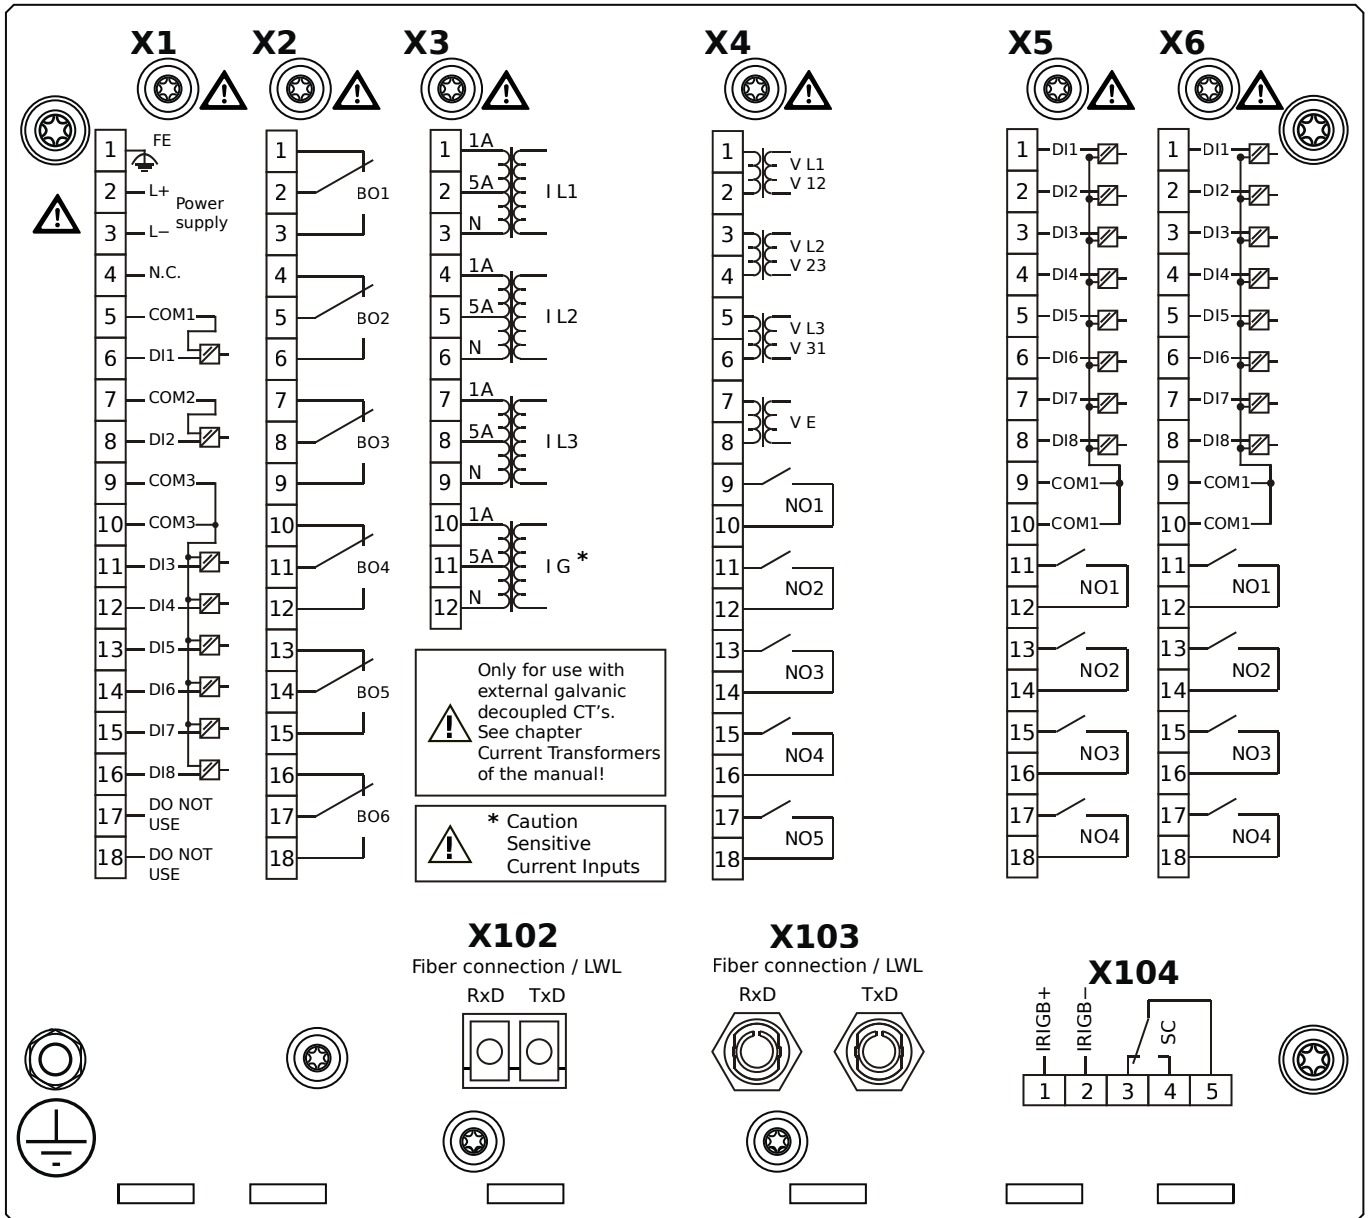 X1
1 FE
2 L+
Power
supply
3 L−
4 N.C.
5 COM1
6 DI1
7 COM2
8 DI2
9 COM3
10 COM3
11 DI3
12 DI4
13 DI5
14 DI6
15 DI7
16 DI8
17 DO NOT
USE
18 DO NOT
USE
X2
1
2 BO1
3
4
5 BO2
6
7
8 BO3
9
10
11 BO4
12
13
14 BO5
15
16
17 BO6
18
X3
1 1A
2 5A I L1
3 N
4 1A
5 5A I L2
6 N
7 1A
8 5A I L3
9 N
10 1A
11 5A I G *
12 N
Only for use with
external galvanic
decoupled CT's.
See chapter
Current Transformers
of the manual!
* Caution
Sensitive
Current Inputs
X4
1 V L1
2 V 12
3 V L2
4 V 23
5 V L3
6 V 31
7 V E
8
9 NO1
10
11 NO2
12
13 NO3
14
15 NO4
16
17 NO5
18
X5
1 DI1
2 DI2
3 DI3
4 DI4
5 DI5
6 DI6
7 DI7
8 DI8
9 COM1
10 COM1
11 NO1
12
13 NO2
14
15 NO3
16
17 NO4
18
X6
1 DI1
2 DI2
3 DI3
4 DI4
5 DI5
6 DI6
7 DI7
8 DI8
9 COM1
10 COM1
11 NO1
12
13 NO2
14
15 NO3
16
17 NO4
18
X102
Fiber connection / LWL
RxD TxD
X103
Fiber connection / LWL
RxD TxD
X104
IRIGB+
IRIGB−
SC
1 2 3 4 5